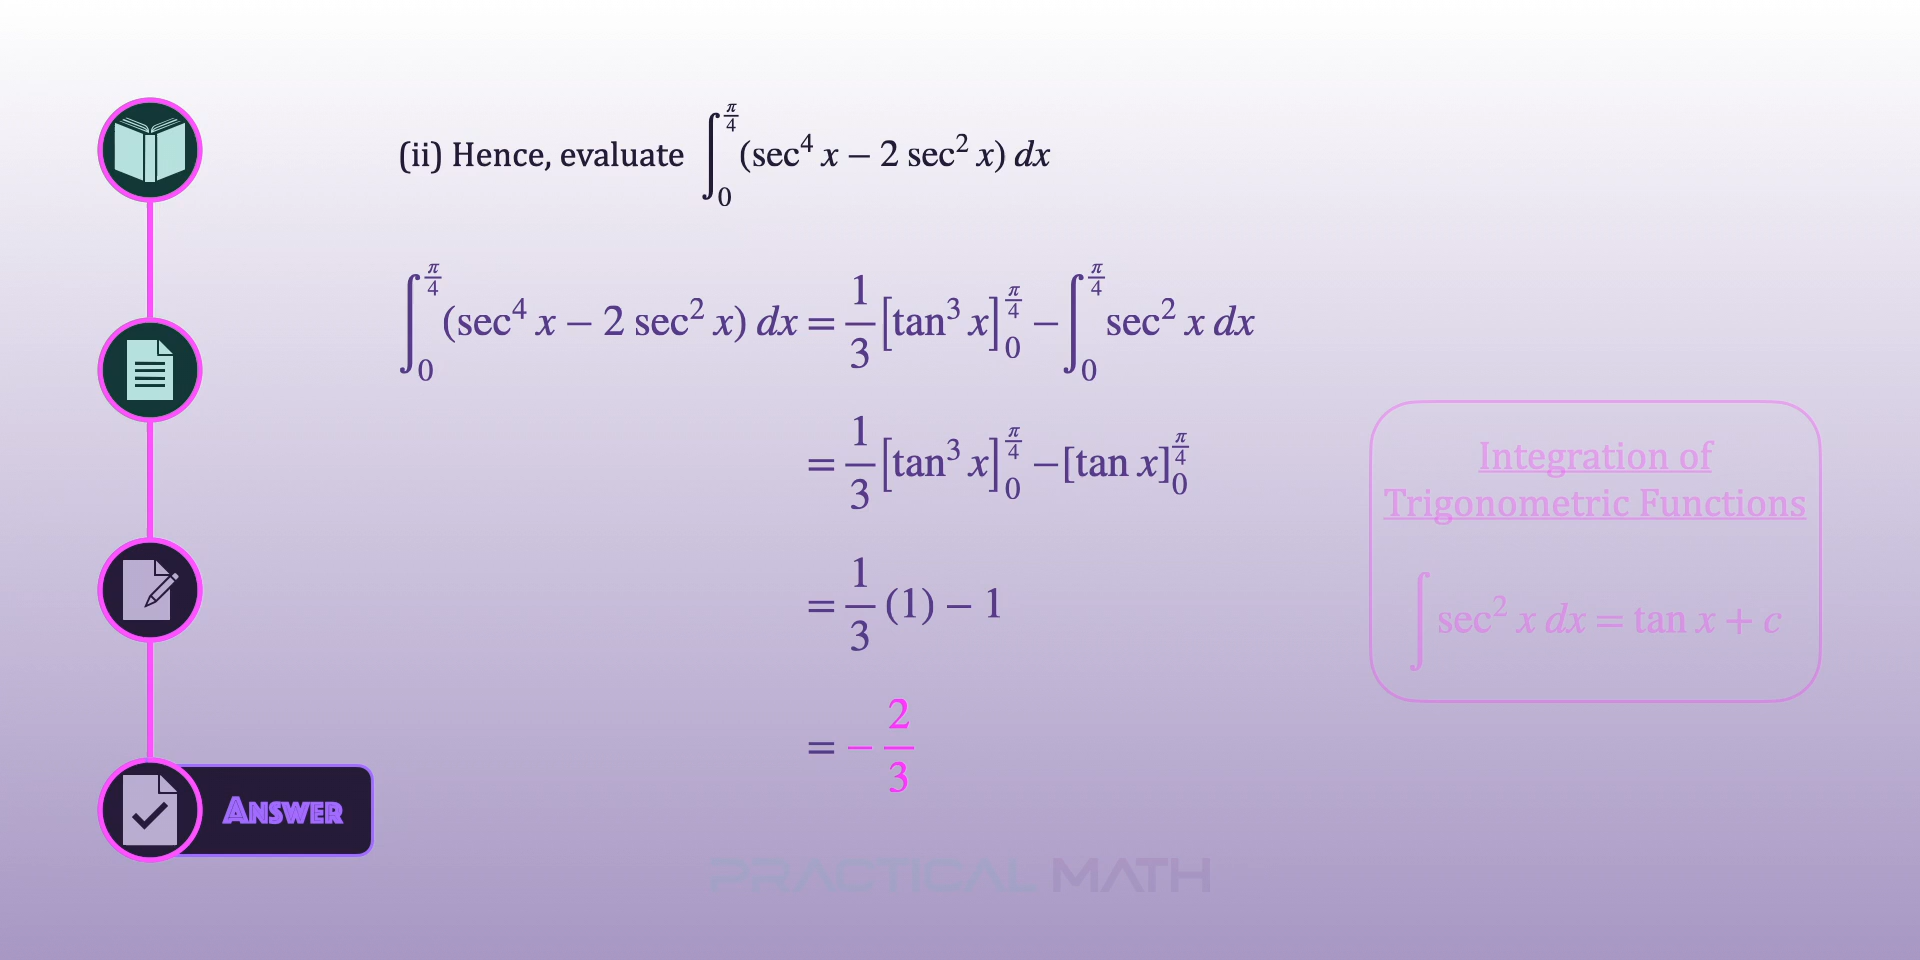 (ii) Hence, evaluate ∫₀^(π/4) (sec⁴ x − 2 sec² x) dx
∫₀^(π/4) (sec⁴ x − 2 sec² x) dx = 1/3 [tan³ x]₀^(π/4) − ∫₀^(π/4) sec² x dx
= 1/3 [tan³ x]₀^(π/4) − [tan x]₀^(π/4)
= 1/3 (1) − 1
= − 2/3
Integration of
Trigonometric Functions
∫ sec² x dx = tan x + c
ANSWER
PRACTICAL MATH